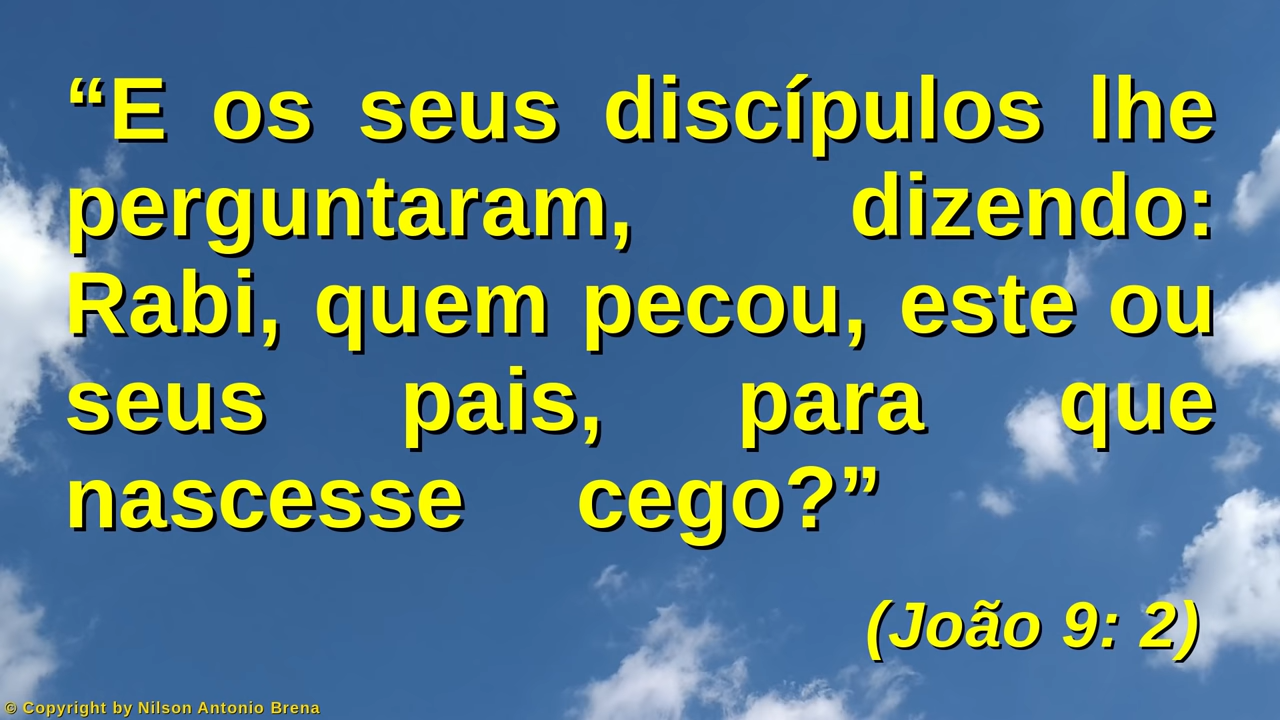 “E os seus discípulos lhe
perguntaram, dizendo:
Rabi, quem pecou, este ou
seus pais, para que
nascesse cego?”
(João 9: 2)
© Copyright by Nilson Antonio Brena